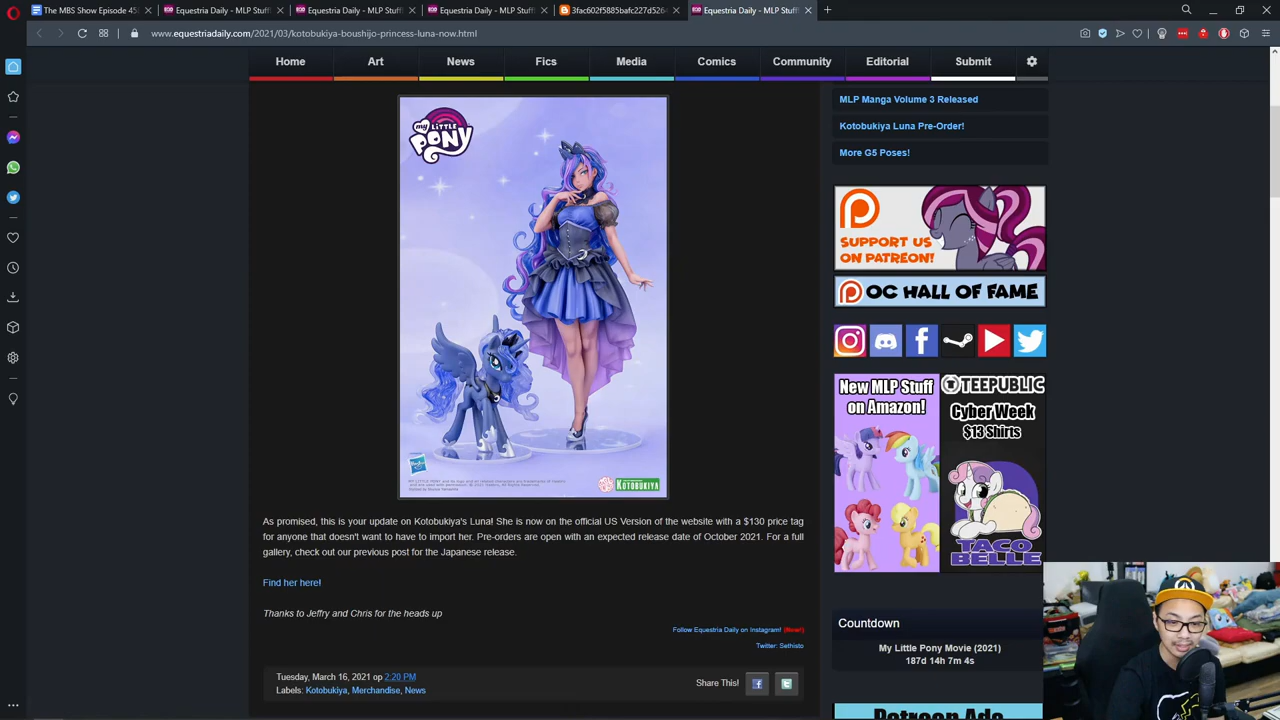 The MBS Show Episode 45
Equestria Daily - MLP Stuf
Equestria Daily - MLP Stuf
Equestria Daily - MLP Stuff
3fac602f5885bafc227d5264
Equestria Daily - MLP Stuff
www.equestriadaily.com/2021/03/kotobukiya-boushijo-princess-luna-now.html
Home
Art
News
Fics
Media
Comics
Community
Editorial
Submit
MLP Manga Volume 3 Released
Kotobukiya Luna Pre-Order!
More G5 Poses!
my LITTLE
PONY
KOTOBUKIYA
SUPPORT US
ON PATREON!
OC HALL OF FAME
New MLP Stuff
on Amazon!
TEEPUBLIC
Cyber Week
$13 Shirts
TACO
BELLE
As promised, this is your update on Kotobukiya's Luna! She is now on the official US Version of the website with a $130 price tag
for anyone that doesn't want to have to import her. Pre-orders are open with an expected release date of October 2021. For a full
gallery, check out our previous post for the Japanese release.
Find her here!
Thanks to Jeffry and Chris for the heads up
Follow Equestria Daily on Instagram! (New!)
Twitter: Sethisto
Tuesday, March 16, 2021 op 2:20 PM
Labels: Kotobukiya, Merchandise, News
Share This!
Countdown
My Little Pony Movie (2021)
187d 14h 7m 4s
Patreon Ads